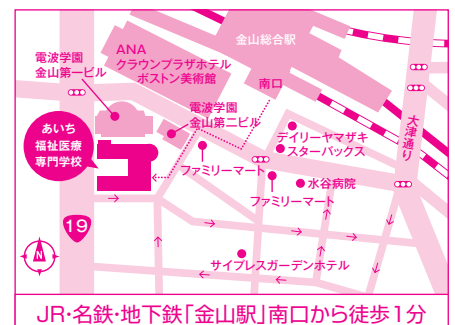 金山総合駅
ANA
クラウンプラザホテル
ボストン美術館
電波学園
金山第一ビル
南口
電波学園
金山第二ビル
あいち
福祉医療
専門学校
デイリーヤマザキ
スターバックス
大津通り
ファミリーマート
水谷病院
ファミリーマート
19
N
サイプレスガーデンホテル
JR・名鉄・地下鉄「金山駅」南口から徒歩1分